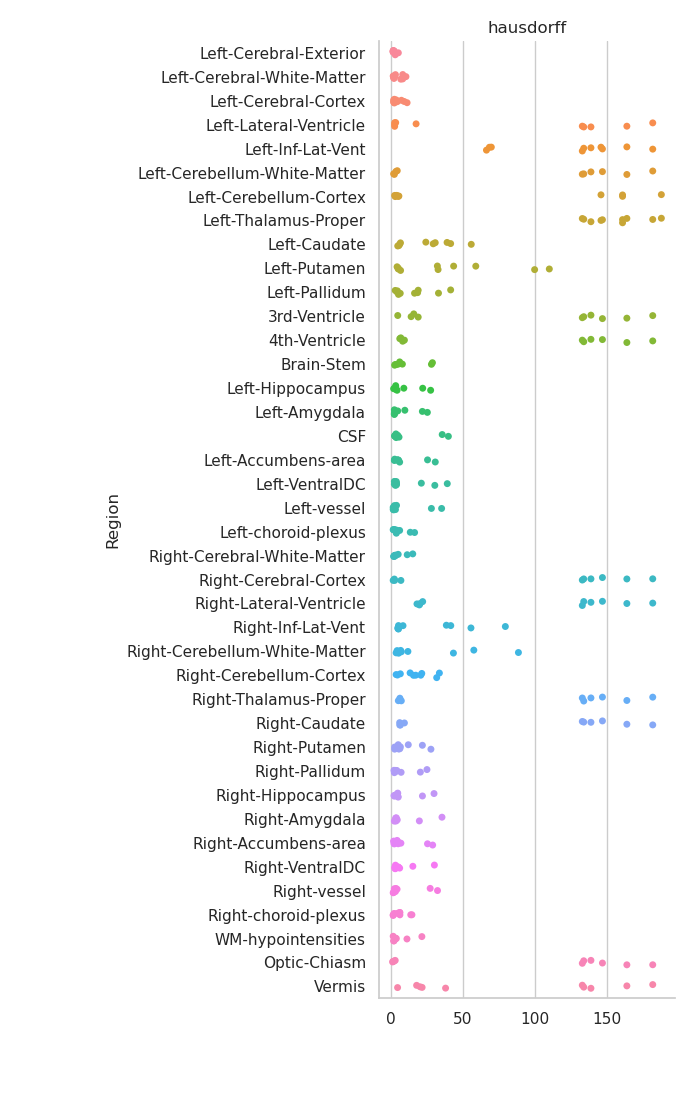 hausdorff
Left-Cerebral-Exterior
Left-Cerebral-White-Matter
Left-Cerebral-Cortex
Left-Lateral-Ventricle
Left-Inf-Lat-Vent
Left-Cerebellum-White-Matter
Left-Cerebellum-Cortex
Left-Thalamus-Proper
Left-Caudate
Left-Putamen
Left-Pallidum
3rd-Ventricle
4th-Ventricle
Brain-Stem
Left-Hippocampus
Left-Amygdala
CSF
Left-Accumbens-area
Left-VentralDC
Left-vessel
Left-choroid-plexus
Right-Cerebral-White-Matter
Right-Cerebral-Cortex
Right-Lateral-Ventricle
Right-Inf-Lat-Vent
Right-Cerebellum-White-Matter
Right-Cerebellum-Cortex
Right-Thalamus-Proper
Right-Caudate
Right-Putamen
Right-Pallidum
Right-Hippocampus
Right-Amygdala
Right-Accumbens-area
Right-VentralDC
Right-vessel
Right-choroid-plexus
WM-hypointensities
Optic-Chiasm
Vermis
Region
0 50 100 150